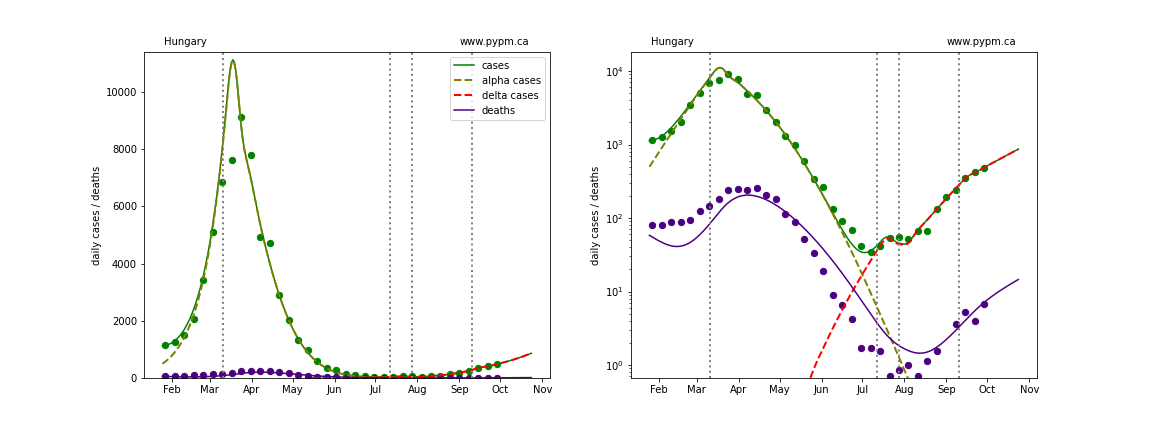 Hungary www.pypm.ca
daily cases / deaths
10000
8000
6000
4000
2000
0
cases
alpha cases
delta cases
deaths
Feb Mar Apr May Jun Jul Aug Sep Oct Nov
Hungary www.pypm.ca
daily cases / deaths
10⁴
10³
10²
10¹
10⁰
Feb Mar Apr May Jun Jul Aug Sep Oct Nov